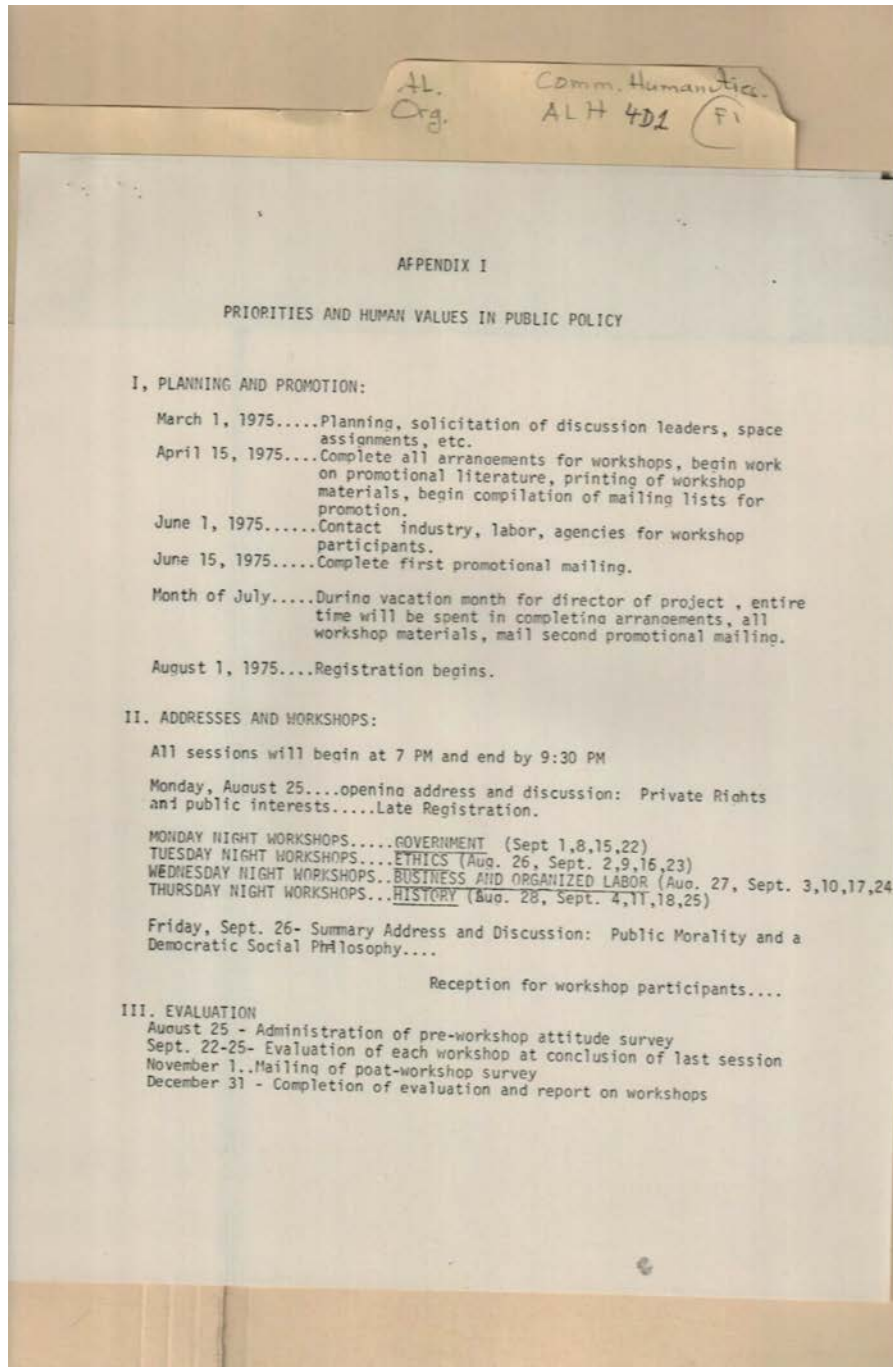 AL. Comm. Humanities.
Org. ALH 4D1 F1
APPENDIX I
PRIORITIES AND HUMAN VALUES IN PUBLIC POLICY
I, PLANNING AND PROMOTION:
March 1, 1975.....Planning, solicitation of discussion leaders, space
assignments, etc.
April 15, 1975....Complete all arrangements for workshops, begin work
on promotional literature, printing of workshop
materials, begin compilation of mailing lists for
promotion.
June 1, 1975......Contact industry, labor, agencies for workshop
participants.
June 15, 1975.....Complete first promotional mailing.
Month of July.....During vacation month for director of project , entire
time will be spent in completing arrangements, all
workshop materials, mail second promotional mailing.
August 1, 1975....Registration begins.
II. ADDRESSES AND WORKSHOPS:
All sessions will begin at 7 PM and end by 9:30 PM
Monday, August 25....opening address and discussion: Private Rights
and public interests.....Late Registration.
MONDAY NIGHT WORKSHOPS.....GOVERNMENT (Sept 1,8,15,22)
TUESDAY NIGHT WORKSHOPS....ETHICS (Aug. 26, Sept. 2,9,16,23)
WEDNESDAY NIGHT WORKSHOPS..BUSINESS AND ORGANIZED LABOR (Aug. 27, Sept. 3,10,17,24
THURSDAY NIGHT WORKSHOPS...HISTORY (Aug. 28, Sept. 4,11,18,25)
Friday, Sept. 26- Summary Address and Discussion: Public Morality and a
Democratic Social Philosophy....
Reception for workshop participants....
III. EVALUATION
August 25 - Administration of pre-workshop attitude survey
Sept. 22-25- Evaluation of each workshop at conclusion of last session
November 1..Mailing of poat-workshop survey
December 31 - Completion of evaluation and report on workshops